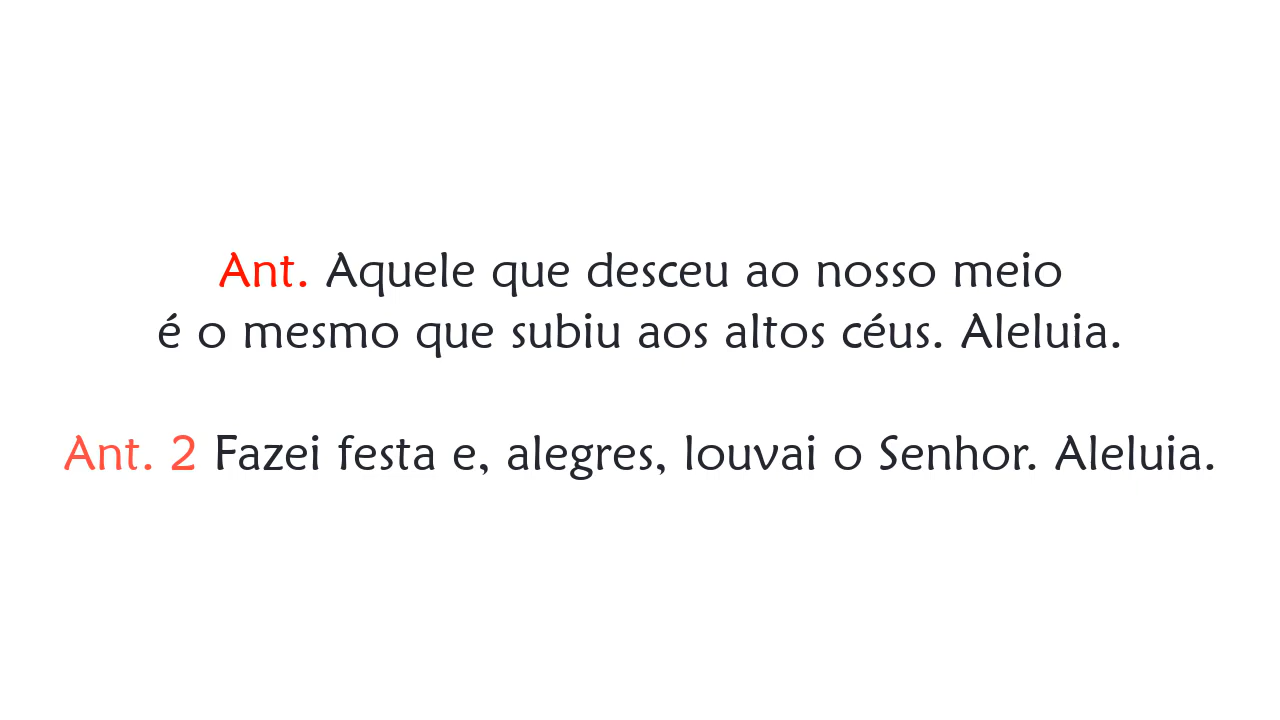 Ant. Aquele que desceu ao nosso meio
é o mesmo que subiu aos altos céus. Aleluia.
Ant. 2 Fazei festa e, alegres, louvai o Senhor. Aleluia.